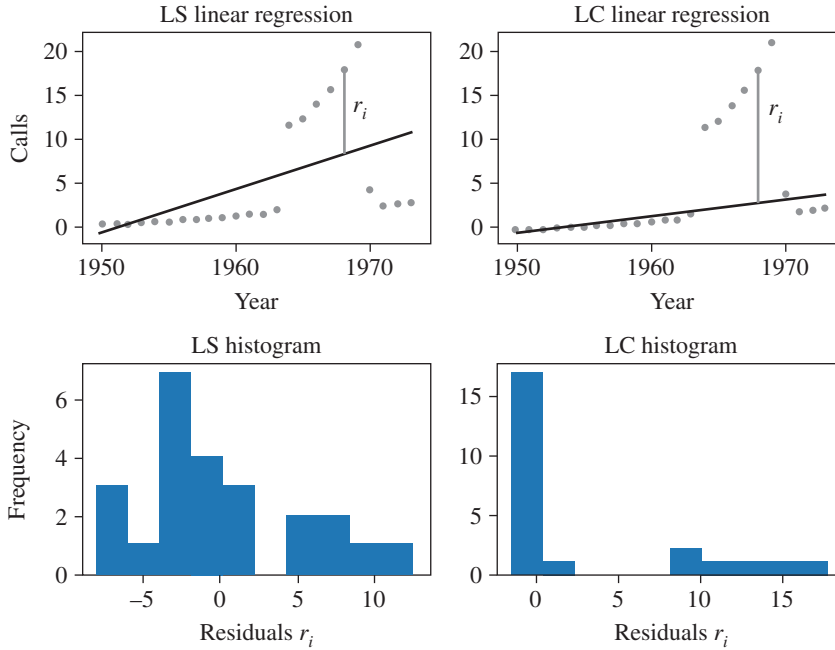 LS linear regression
20
15
10
5
0
Calls
r_i
1950
1960
1970
Year
LC linear regression
20
15
10
5
0
r_i
1950
1960
1970
Year
LS histogram
6
4
2
0
Frequency
–5
0
5
10
Residuals r_i
LC histogram
15
10
5
0
0
5
10
15
Residuals r_i